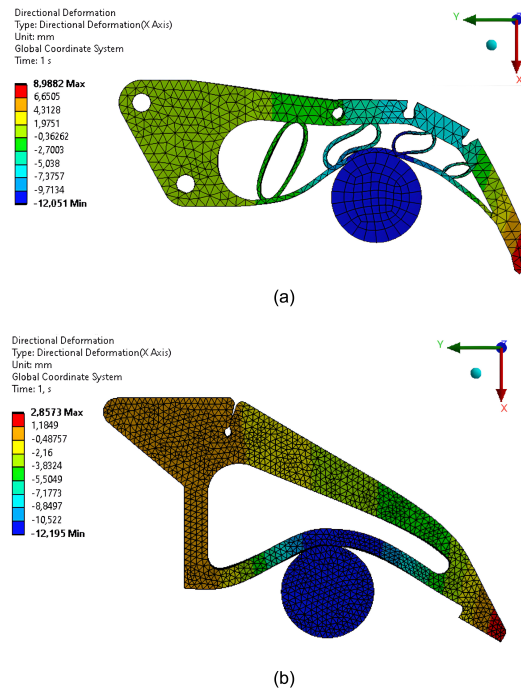 Directional Deformation
Type: Directional Deformation(X Axis)
Unit: mm
Global Coordinate System
Time: 1 s
8,9882 Max
6,6505
4,3128
1,9751
-0,36262
-2,7003
-5,038
-7,3757
-9,7134
-12,051 Min
Y
Z
X
(a)
Directional Deformation
Type: Directional Deformation(X Axis)
Unit: mm
Global Coordinate System
Time: 1, s
2,8573 Max
1,1849
-0,48757
-2,16
-3,8324
-5,5049
-7,1773
-8,8497
-10,522
-12,195 Min
Y
Z
X
(b)